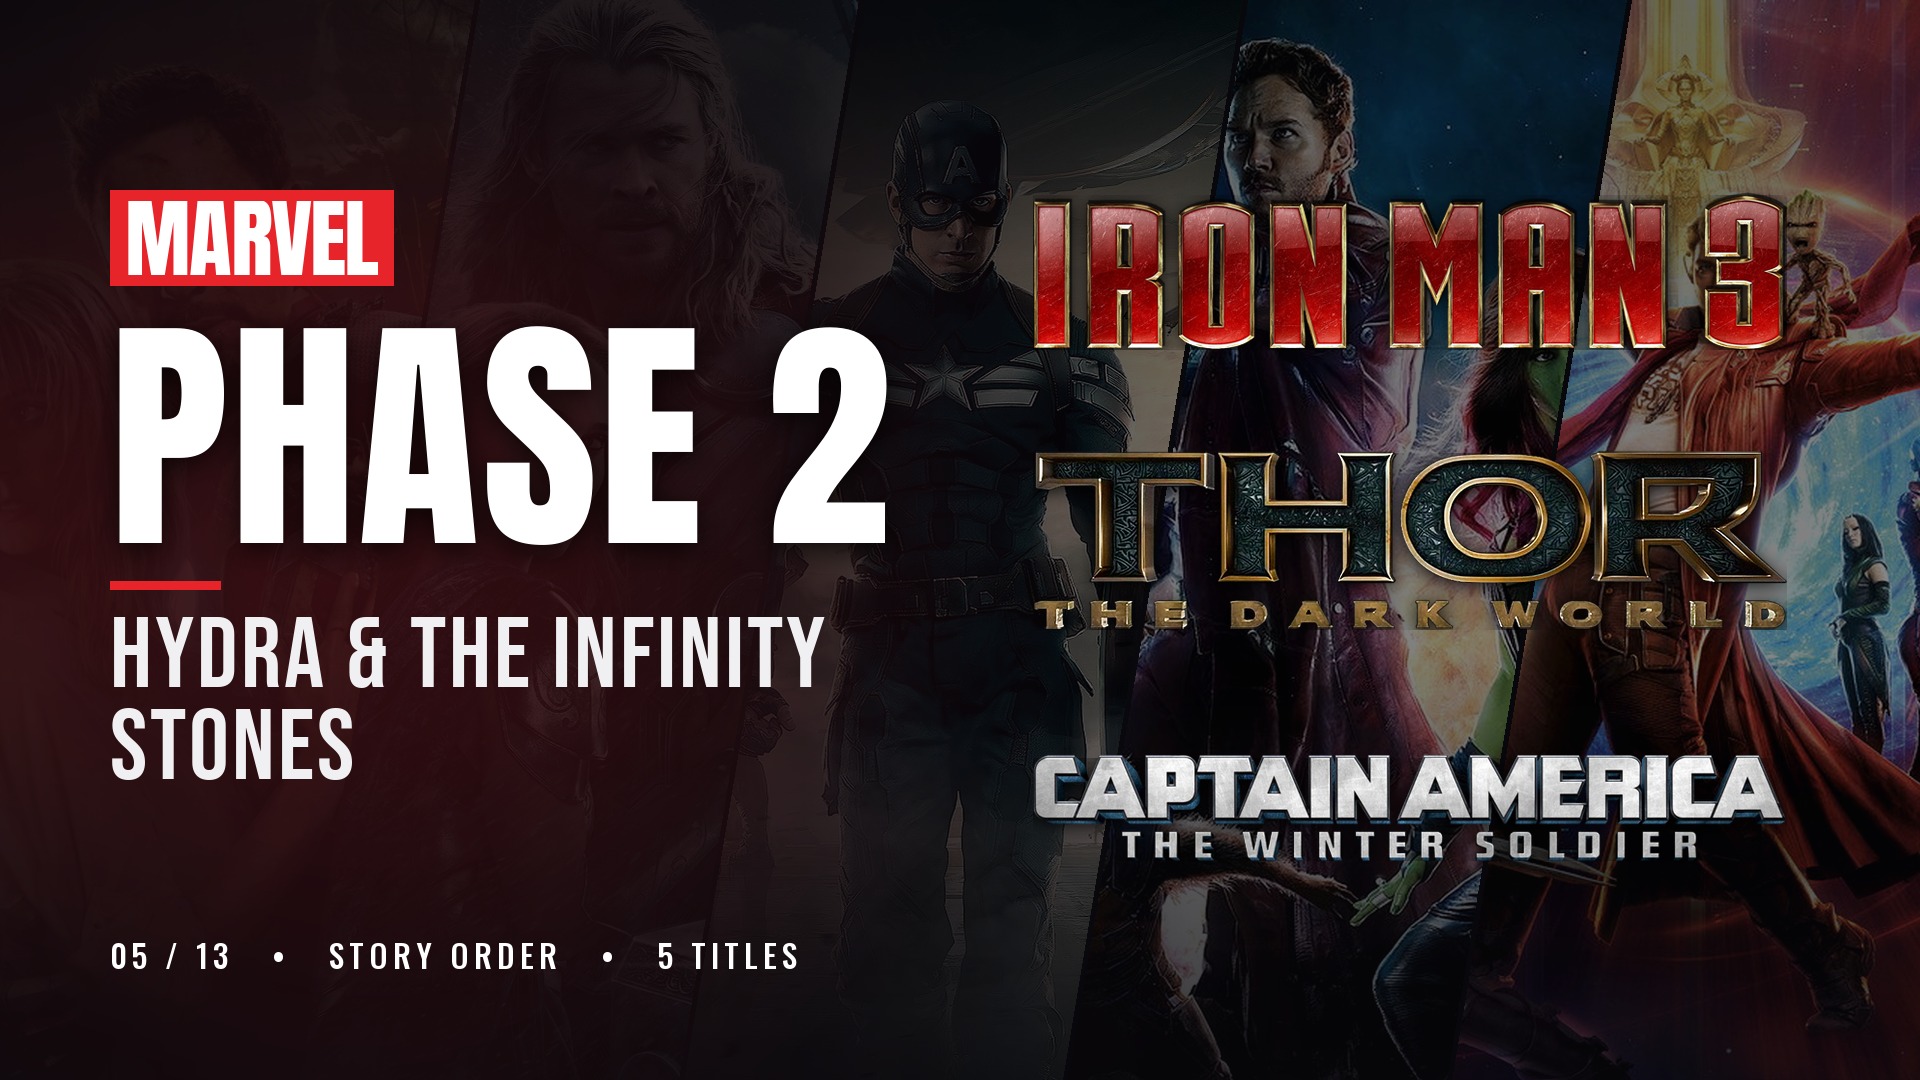 MARVEL
PHASE 2
HYDRA & THE INFINITY
STONES
05 / 13 • STORY ORDER • 5 TITLES
IRON MAN 3
THOR
THE DARK WORLD
CAPTAIN AMERICA
THE WINTER SOLDIER